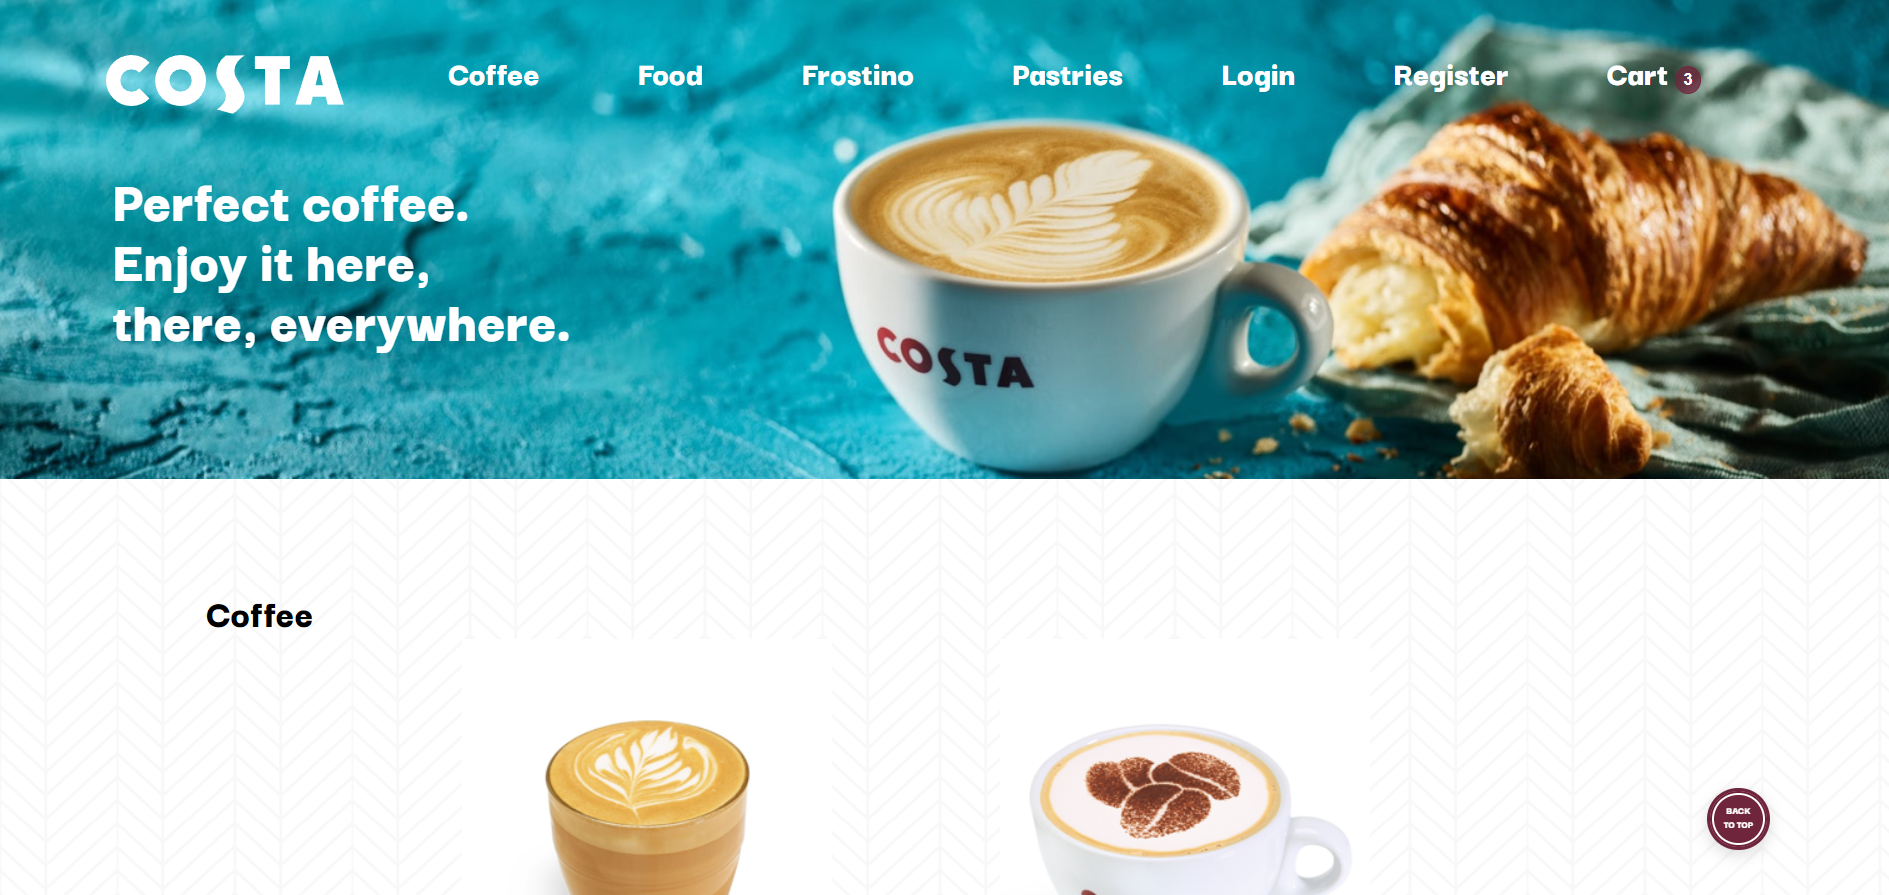 COSTA
Coffee
Food
Frostino
Pastries
Login
Register
Cart 3
Perfect coffee.
Enjoy it here,
there, everywhere.
COSTA
Coffee
BACK
TO TOP